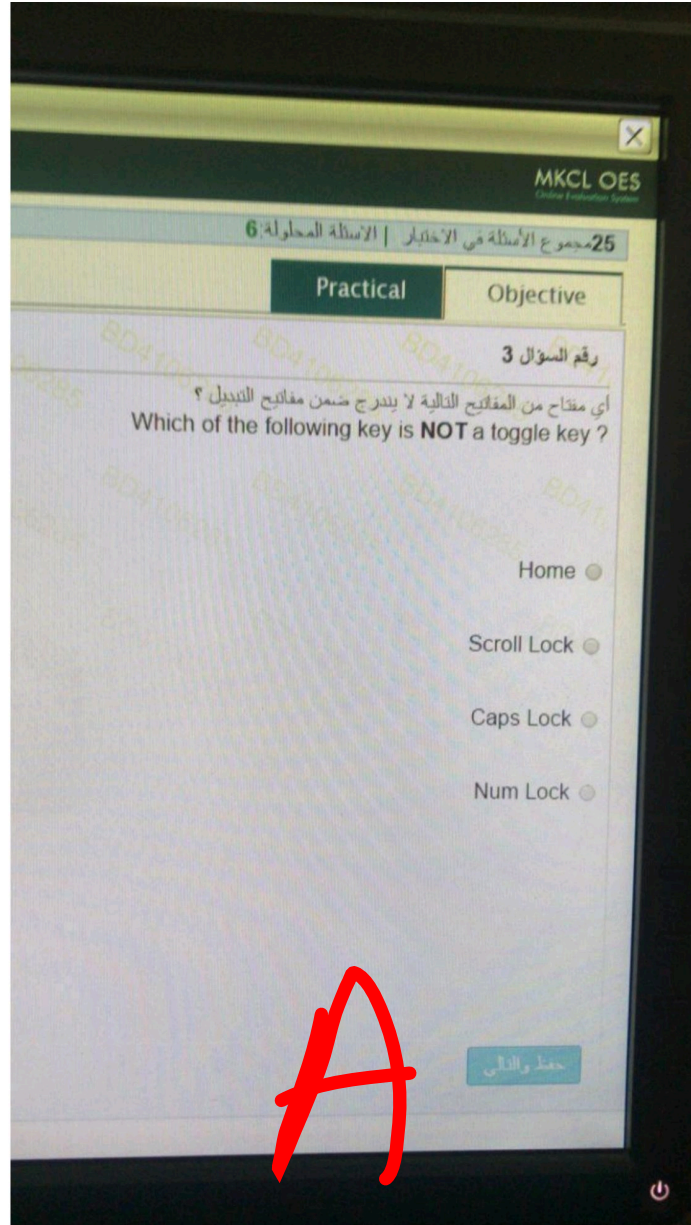 MKCL OES
Online Evaluation System
25مجموع الأسئلة في الاختبار | الاسئلة المحلولة:6
Practical
Objective
رقم السؤال 3
أي مفتاح من المفاتيح التالية لا يندرج ضمن مفاتيح التبديل ؟
Which of the following key is NOT a toggle key ?
Home
Scroll Lock
Caps Lock
Num Lock
حفظ والتالي
A